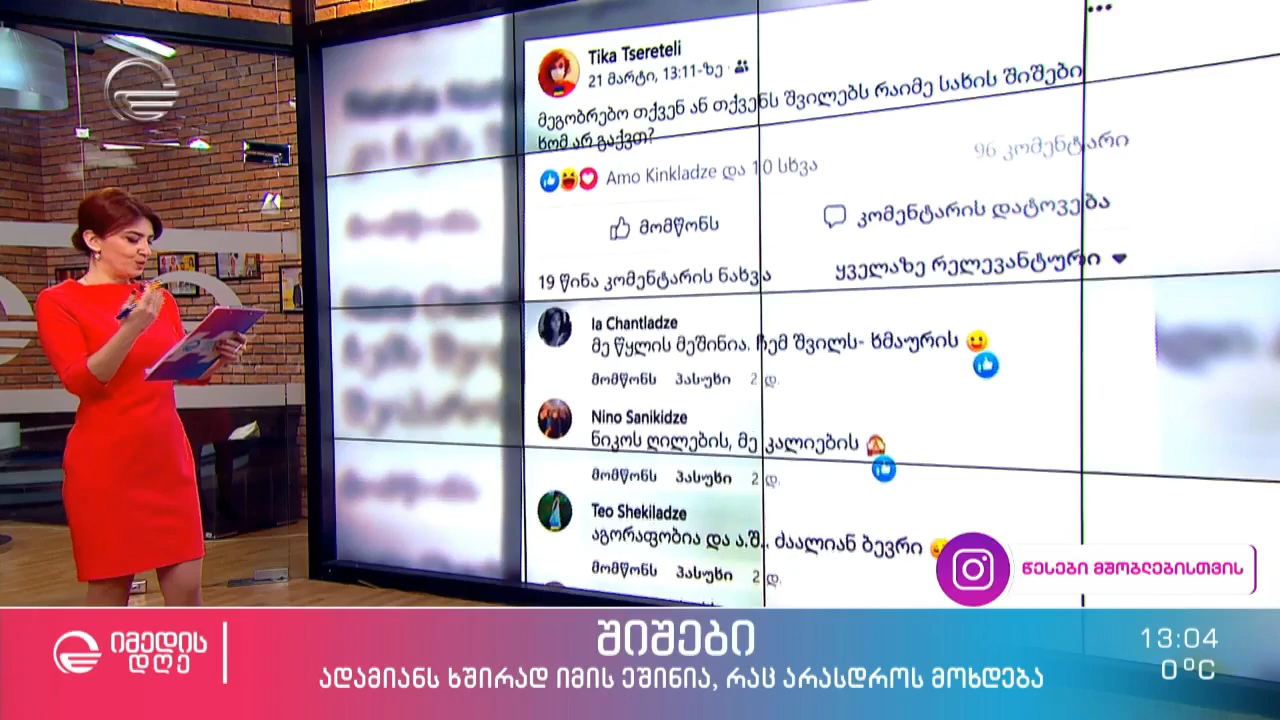 Tika Tsereteli
21 მარტი, 13:11-ზე ·
მეგობრებო თქვენ ან თქვენს შვილებს რაიმე სახის შიშები
ხომ არ გაქვთ?
Amo Kinkladze და 10 სხვა
96 კომენტარი
მომწონს
კომენტარის დატოვება
19 წინა კომენტარის ნახვა
ყველაზე რელევანტური
Ia Chantladze
მე წყლის მეშინია. ჩემ შვილს- ხმაურის
მომწონს პასუხი 2 დ.
Nino Sanikidze
ნიკოს ღილების, მე კალიების
მომწონს პასუხი 2 დ.
Teo Shekiladze
აგორაფობია და ა.შ., ძაალიან ბევრი
მომწონს პასუხი 2 დ.
წესები მშობლებისთვის
იმედის
დღე
შიშები
ადამიანს ხშირად იმის ეშინია, რაც არასდროს მოხდება
13:04
0°C